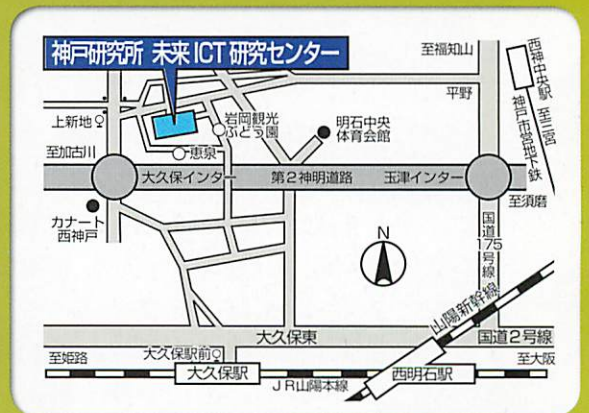 神戸研究所 未来ICT研究センター
至福知山
西神中央駅
至三宮
神戸市営地下鉄
平野
上新地
岩岡観光
ぶどう園
明石中央
体育会館
至加古川
恵泉
大久保インター
第2神明道路
玉津インター
至須磨
カナート
西神戸
国道175号線
N
山陽新幹線
大久保東
国道2号線
至姫路
大久保駅前
至大阪
大久保駅
JR山陽本線
西明石駅